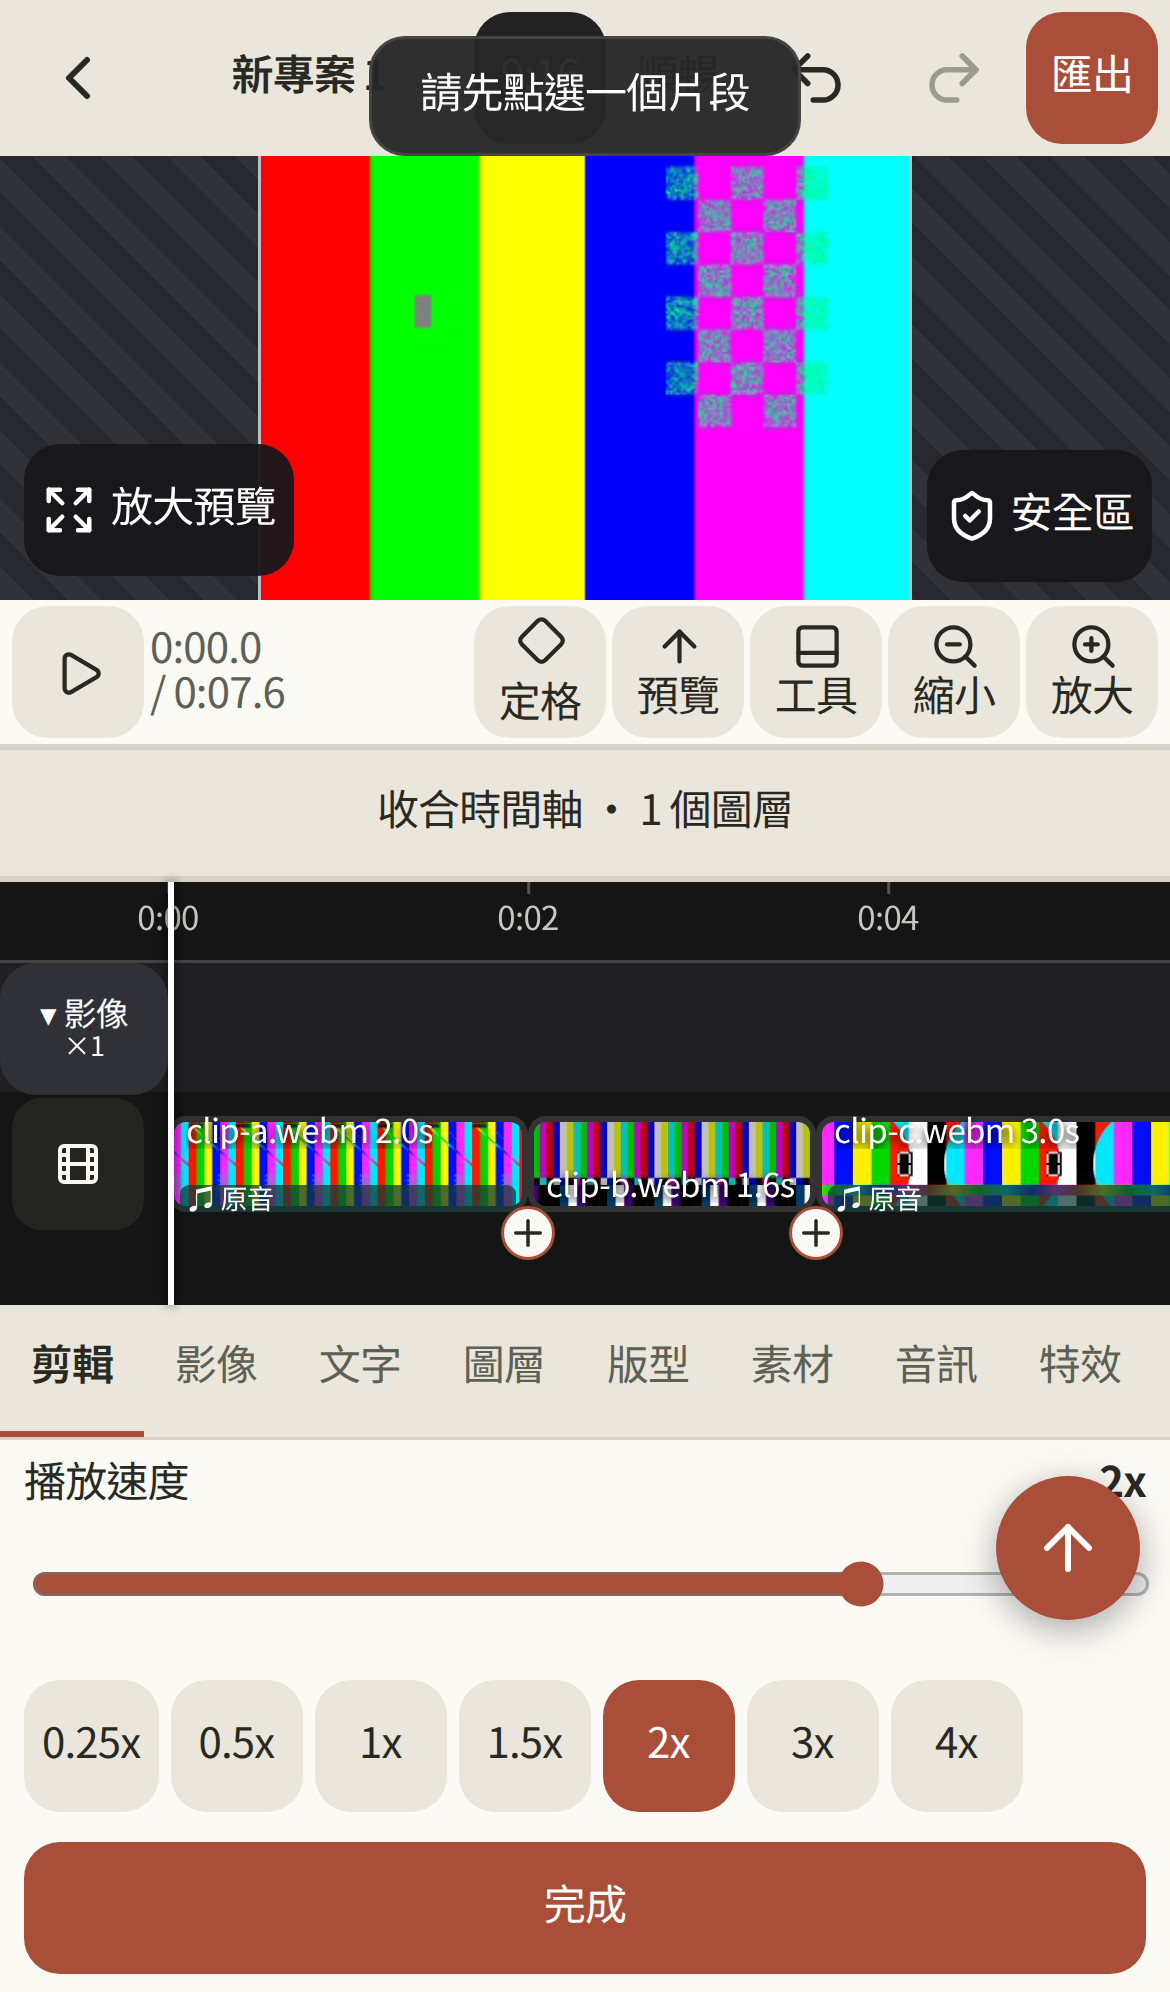 新專案 1
請先點選一個片段
匯出
放大預覽
安全區
0:00.0
/ 0:07.6
定格
預覽
工具
縮小
放大
收合時間軸 · 1 個圖層
0:00
0:02
0:04
▾ 影像
×1
clip-a.webm 2.0s
♫ 原音
clip-b.webm 1.6s
clip-c.webm 3.0s
♫ 原音
剪輯
影像
文字
圖層
版型
素材
音訊
特效
播放速度
2x
0.25x
0.5x
1x
1.5x
2x
3x
4x
完成